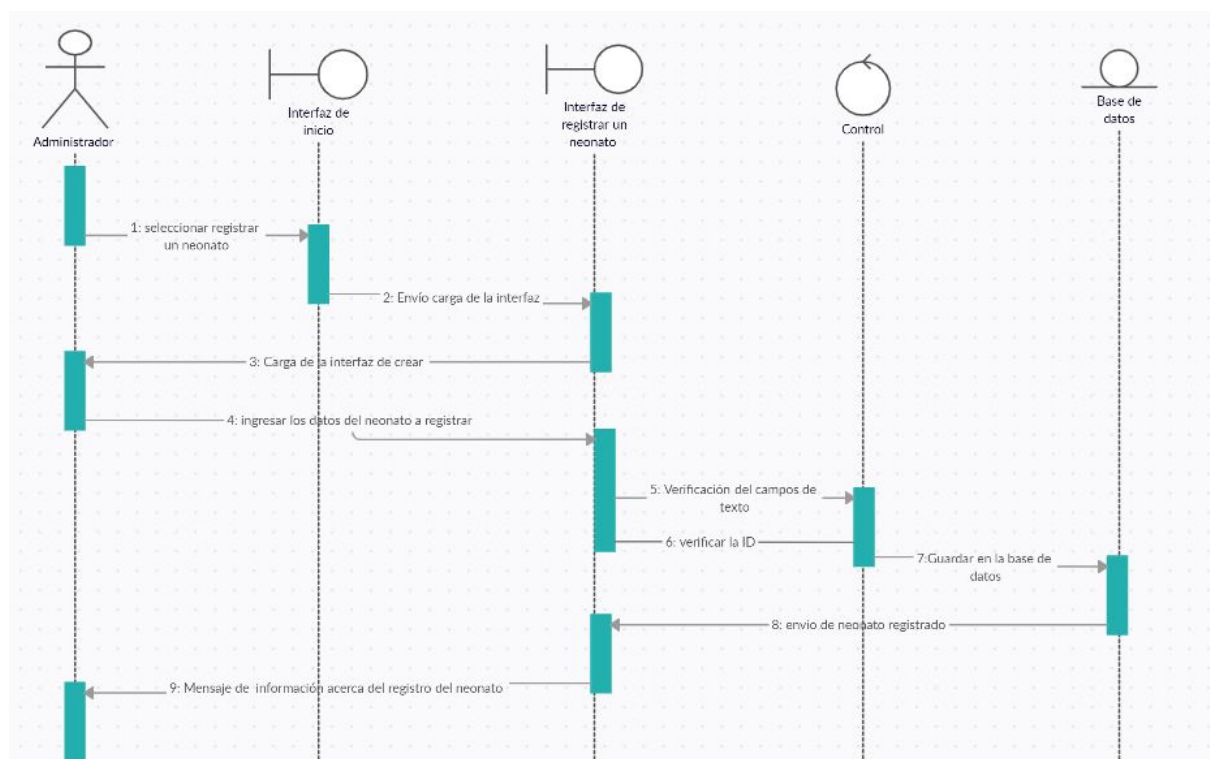 Administrador
Interfaz de
inicio
Interfaz de
registrar un
neonato
Control
Base de
datos
1: seleccionar registrar
un neonato
2: Envío carga de la interfaz
3: Carga de la interfaz de crear
4: ingresar los datos del neonato a registrar
5: Verificación del campos de
texto
6: verificar la ID
7:Guardar en la base de
datos
8: envio de neonato registrado
9: Mensaje de información acerca del registro del neonato